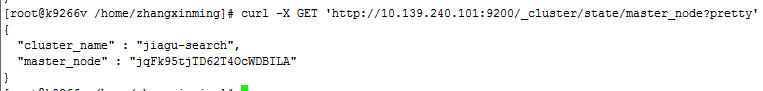 [root@k9266v /home/zhangxinming]# curl -X GET 'http://10.139.240.101:9200/_cluster/state/master_node?pretty'
{
  "cluster_name" : "jiagu-search",
  "master_node" : "jqFk95tjTD62T4OcWDBILA"
}